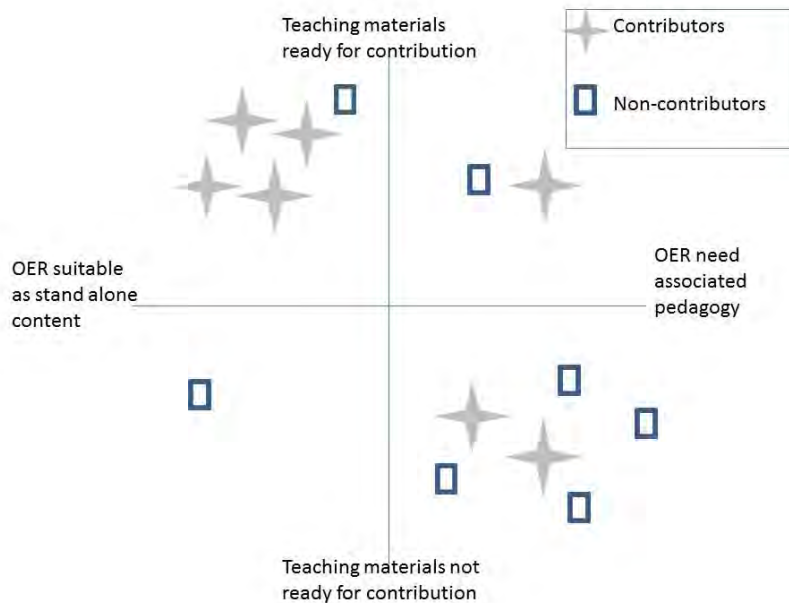 Teaching materials
ready for contribution
Contributors
Non-contributors
OER suitable
as stand alone
content
OER need
associated
pedagogy
Teaching materials not
ready for contribution